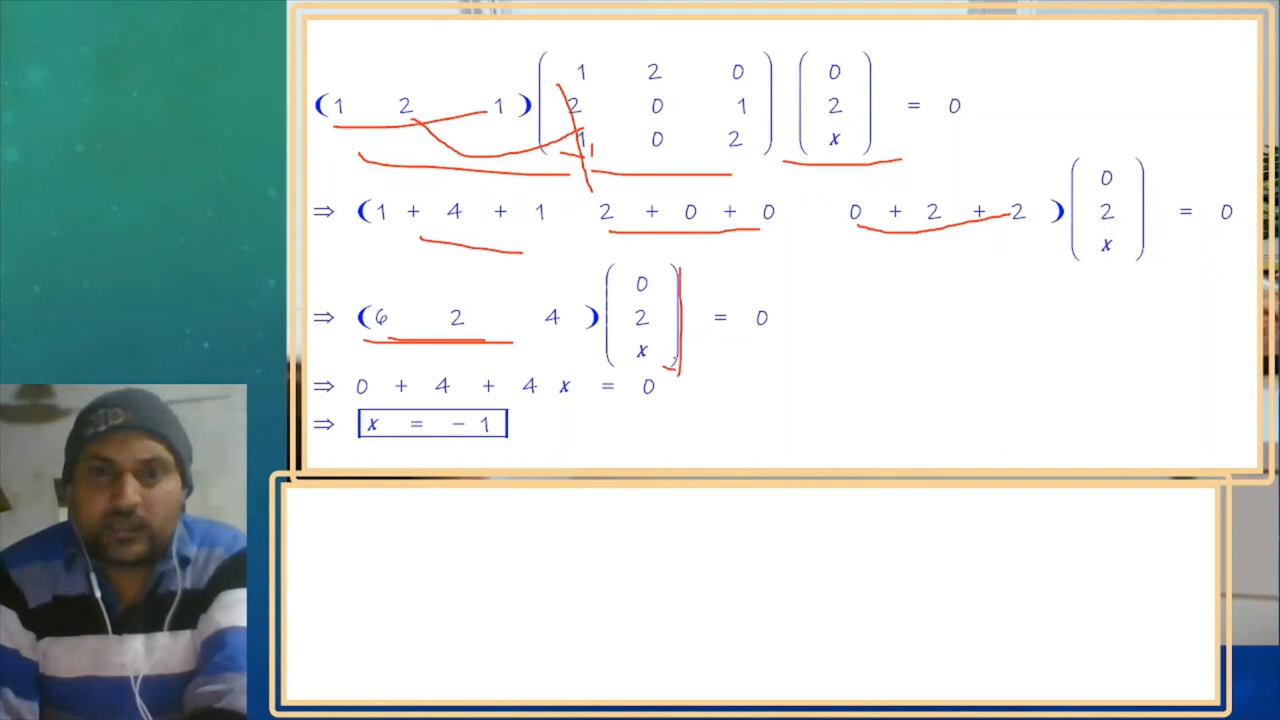 (1 2 1) ( 1 2 0 ) ( 0 )
( 2 0 1 ) ( 2 ) = 0
( 1 0 2 ) ( x )
⇒ (1 + 4 + 1 2 + 0 + 0 0 + 2 + 2) ( 0 2 x ) = 0
⇒ (6 2 4) ( 0 2 x ) = 0
⇒ 0 + 4 + 4 x = 0
⇒ x = - 1